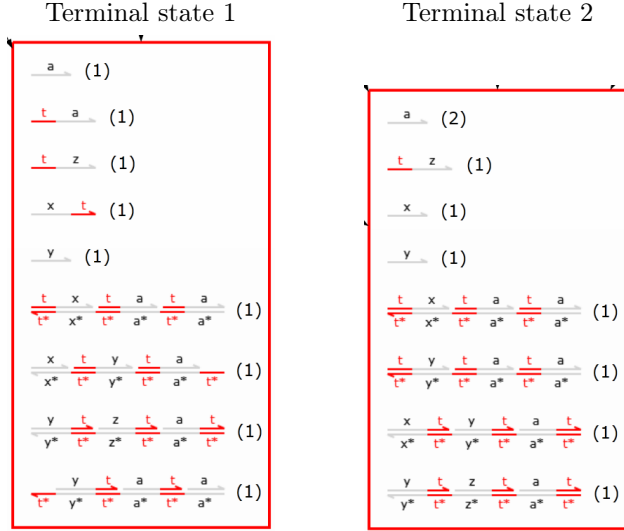 Terminal state 1
a (1)
t a (1)
t z (1)
x t (1)
y (1)
t x t a t a
t* x* t* a* t* a* (1)
x t y t a
x* t* y* t* a* t* (1)
y t z t a t
y* t* z* t* a* t* (1)
y t a t a
t* y* t* a* t* a* (1)
Terminal state 2
a (2)
t z (1)
x (1)
y (1)
t x t a t a
t* x* t* a* t* a* (1)
t y t a t a
t* y* t* a* t* a* (1)
x t y t a t
x* t* y* t* a* t* (1)
y t z t a t
y* t* z* t* a* t* (1)